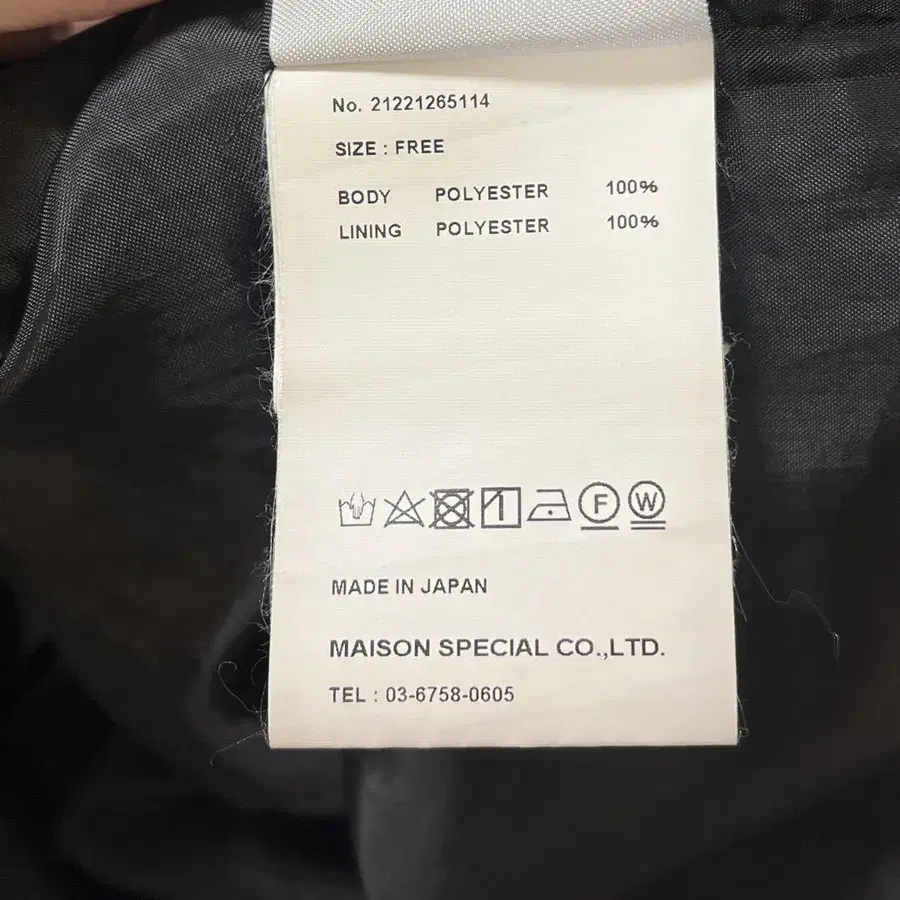 No. 21221265114
SIZE : FREE
BODY POLYESTER 100%
LINING POLYESTER 100%
F W
MADE IN JAPAN
MAISON SPECIAL CO.,LTD.
TEL : 03-6758-0605